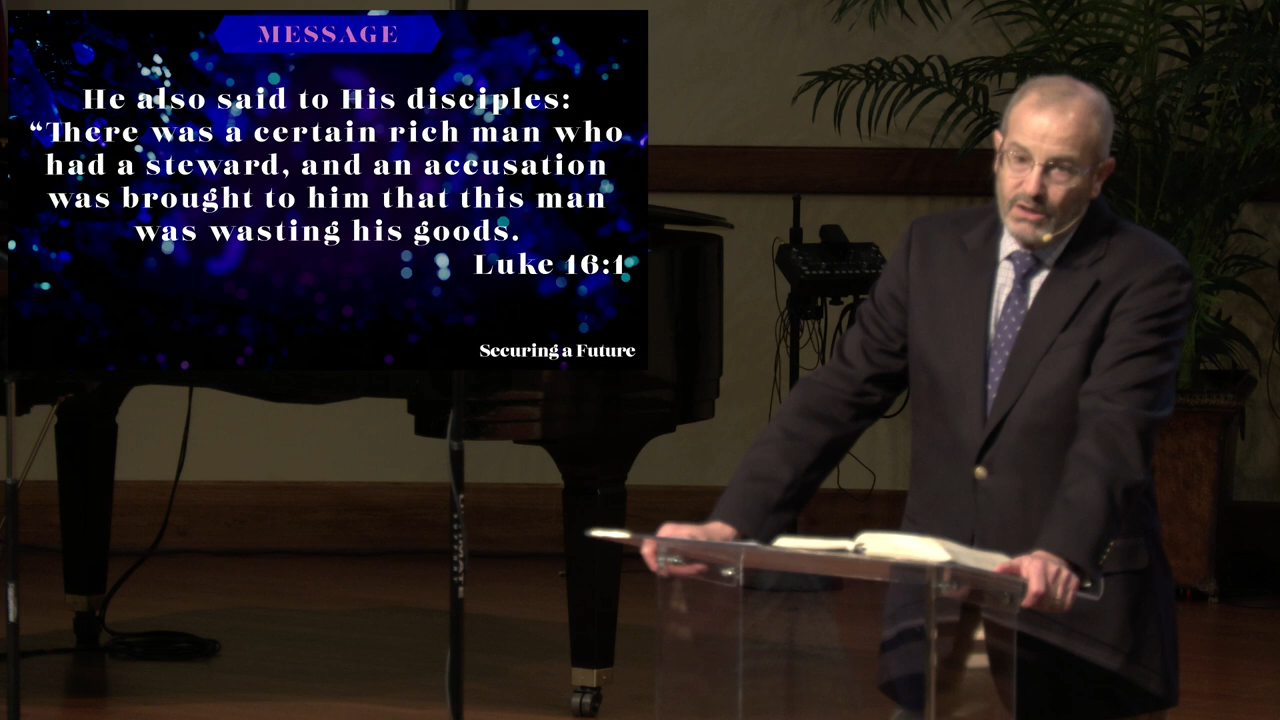 MESSAGE
He also said to His disciples:
“There was a certain rich man who
had a steward, and an accusation
was brought to him that this man
was wasting his goods.
Luke 16:1
Securing a Future